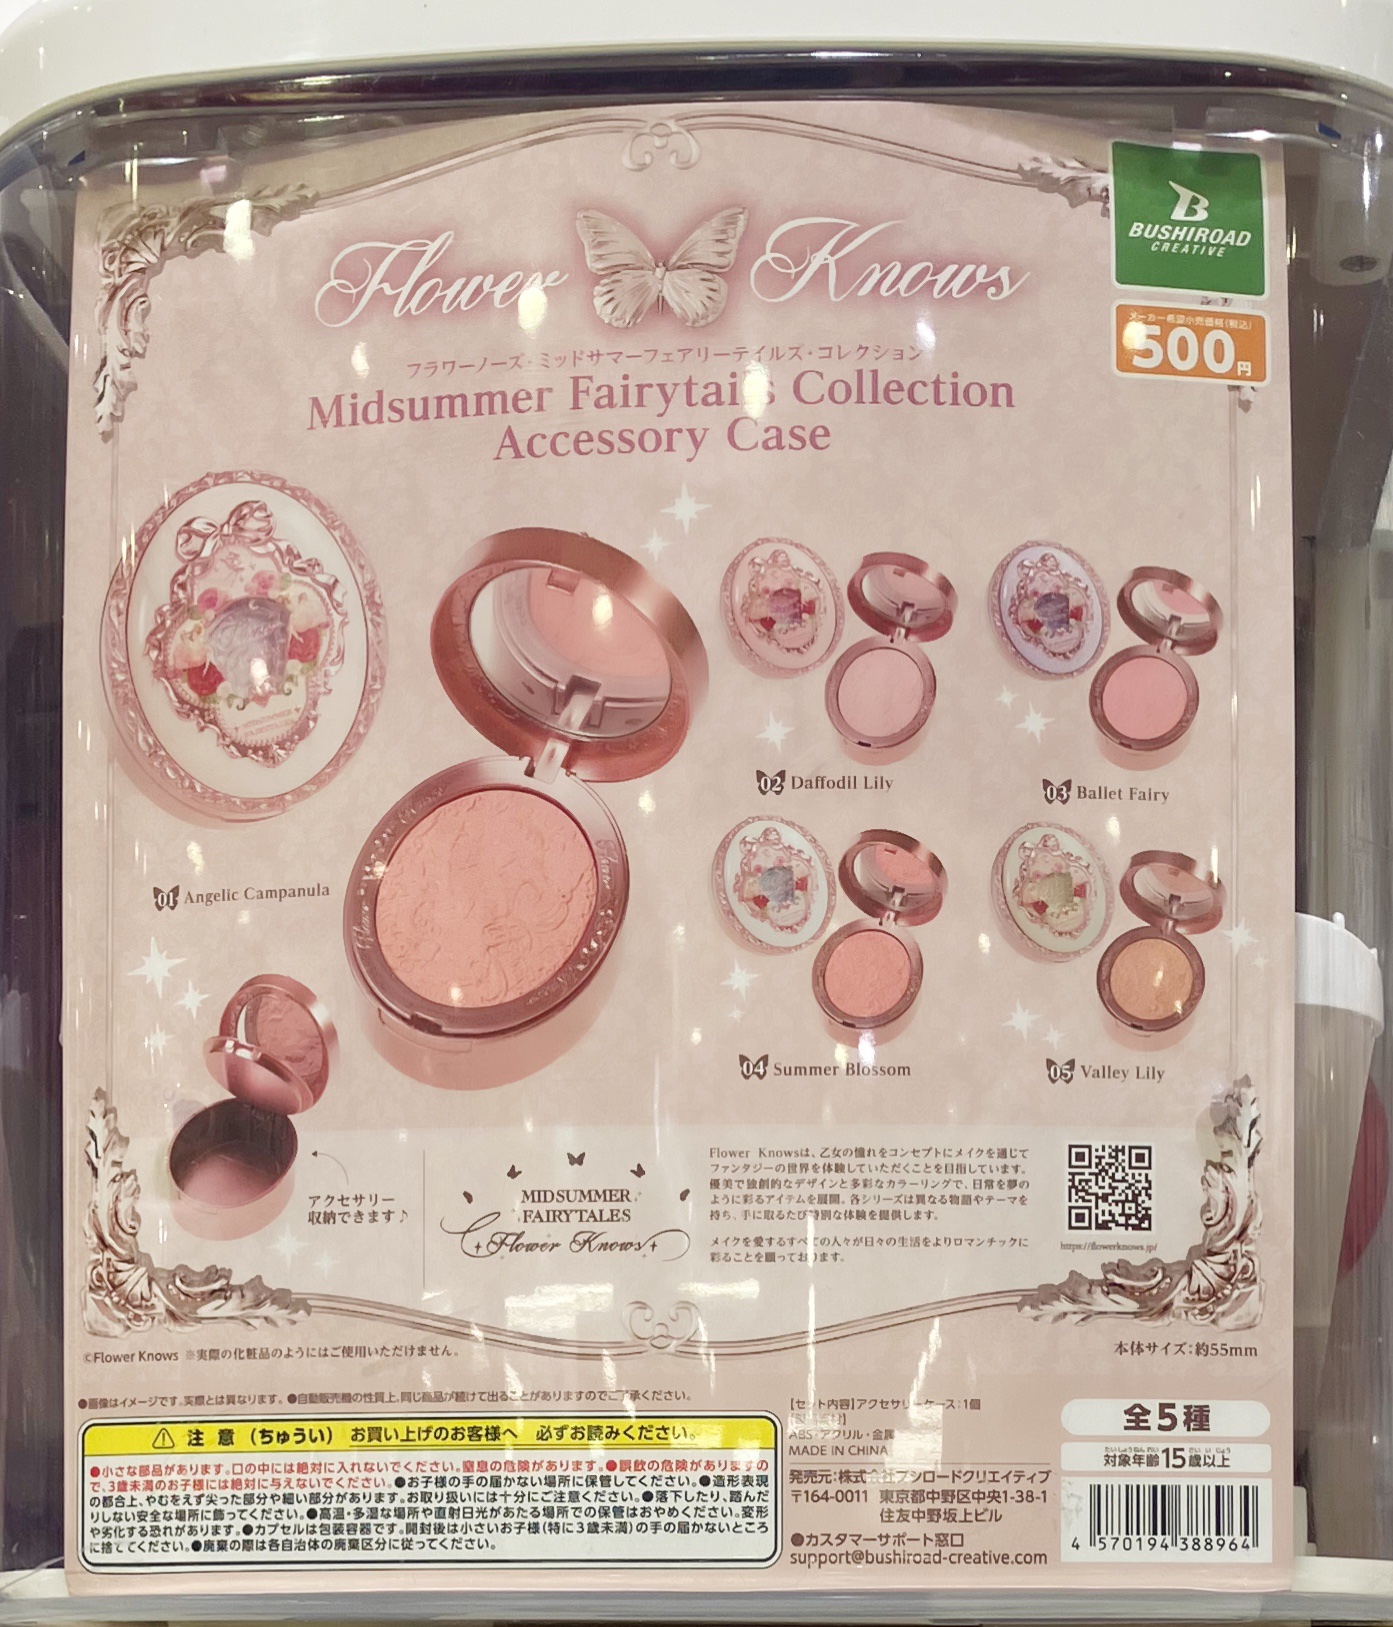 Flower Knows
BUSHIROAD
CREATIVE
メーカー希望小売価格(税込)
500円
フラワーノーズ・ミッドサマーフェアリーテイルズ・コレクション
Midsummer Fairytales Collection
Accessory Case
01 Angelic Campanula
02 Daffodil Lily
03 Ballet Fairy
04 Summer Blossom
05 Valley Lily
アクセサリー
収納できます♪
MIDSUMMER
FAIRYTALES
Flower Knows
Flower Knowsは、乙女の憧れをコンセプトにメイクを通じて
ファンタジーの世界を体験していただくことを目指しています。
優美で独創的なデザインと多彩なカラーリングで、日常を夢の
ように彩るアイテムを展開。各シリーズは異なる物語やテーマを
持ち、手に取るたび特別な体験を提供します。
メイクを愛するすべての人々が日々の生活をよりロマンチックに
彩ることを願っております。
https://flowerknows.jp/
©Flower Knows ※実際の化粧品のようにはご使用いただけません。
本体サイズ:約55mm
●画像はイメージです。実際とは異なります。●自動販売機の性質上、同じ商品が続けて出ることがありますのでご了承ください。
注意(ちゅうい) お買い上げのお客様へ 必ずお読みください。
●小さな部品があります。口の中には絶対に入れないでください。窒息の危険があります。●誤飲の危険がありますの
で、3歳未満のお子様には絶対に与えないでください。●お子様の手の届かない場所に保管してください。●造形表現
の都合上、やむをえず尖った部分や細い部分があります。お取り扱いには十分にご注意ください。●落下したり、踏んだ
りしない安全な場所に飾ってください。●高温・多湿な場所や直射日光があたる場所での保管はおやめください。変形
や劣化する恐れがあります。●カプセルは包装容器です。開封後は小さいお子様(特に3歳未満)の手の届かないところ
に捨ててください。●廃棄の際は各自治体の廃棄区分に従ってください。
【セット内容】アクセサリーケース:1個
ABS・アクリル・金属
MADE IN CHINA
発売元:株式会社ブシロードクリエイティブ
〒164-0011 東京都中野区中央1-38-1
住友中野坂上ビル
●カスタマーサポート窓口
support@bushiroad-creative.com
全5種
対象年齢15歳以上
4 570194 388964